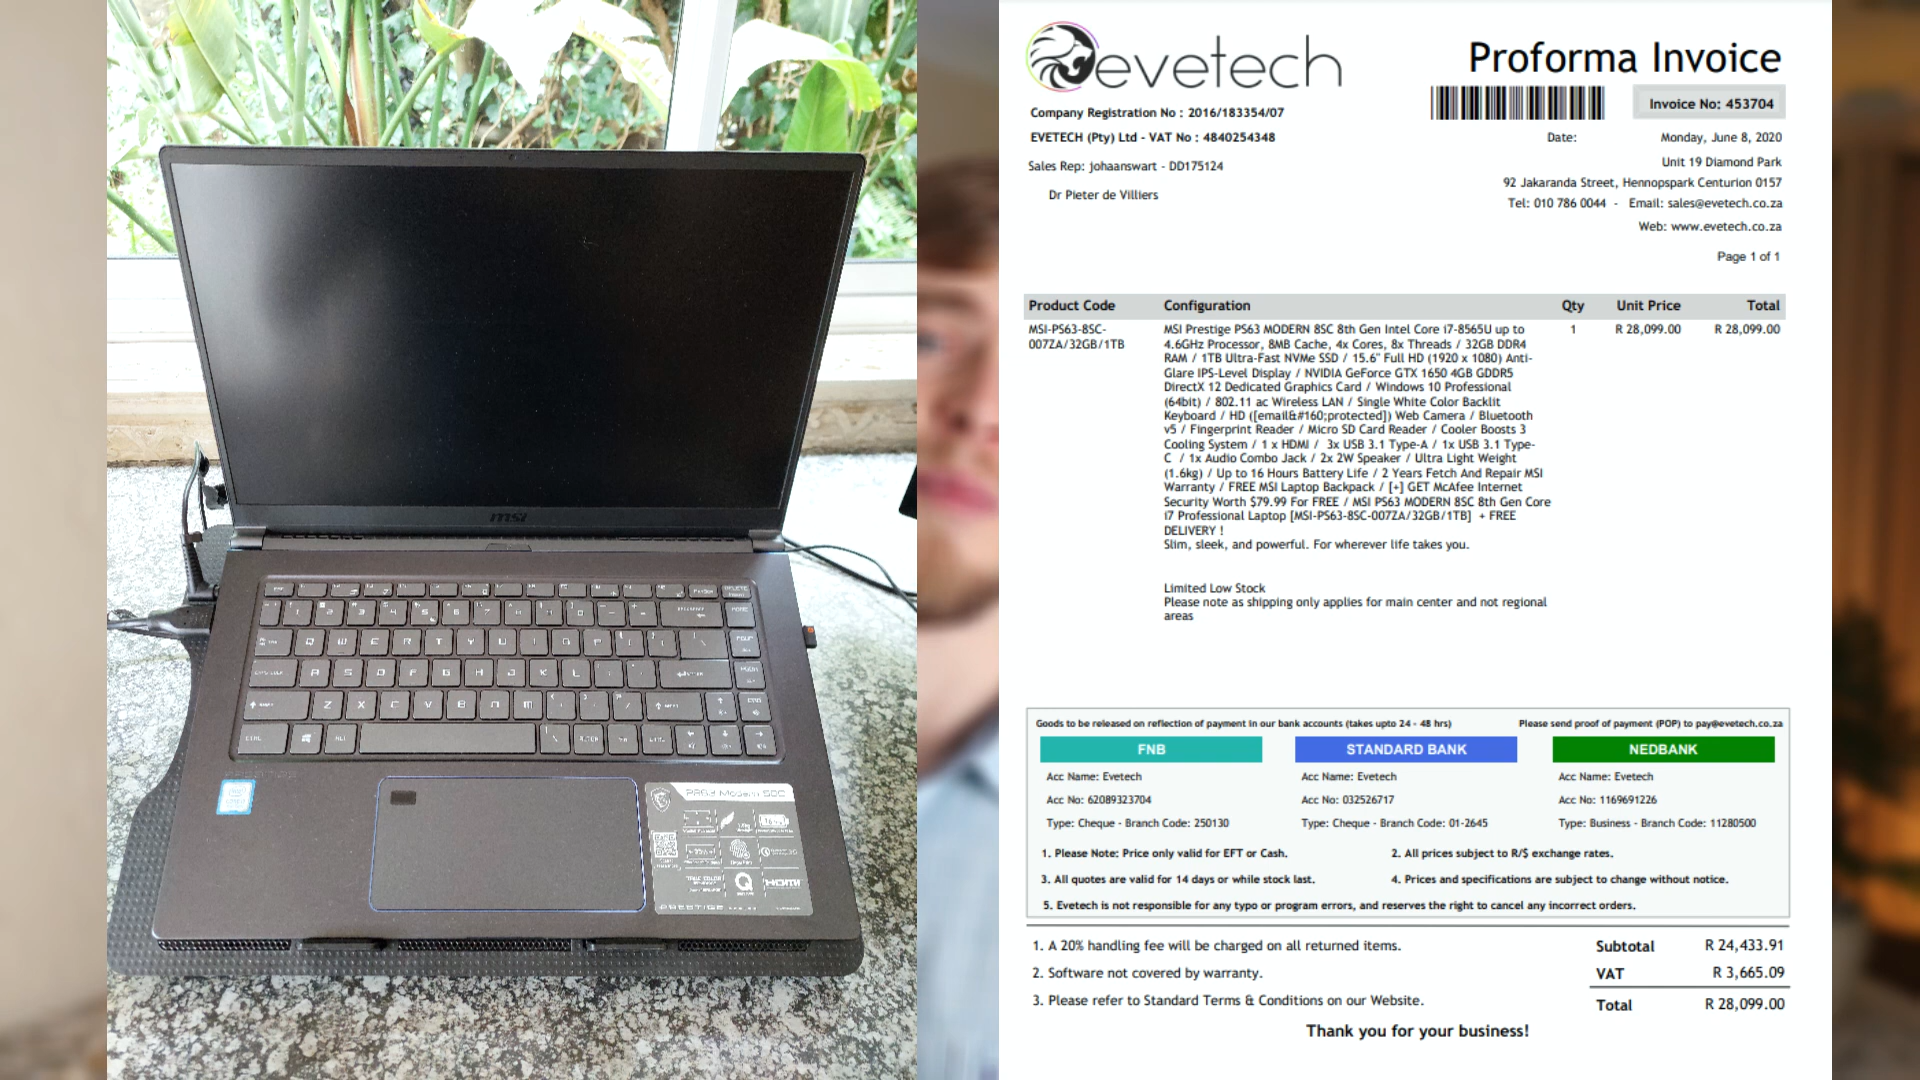 msi
Q W E R T Y U I O P
A S D F G H J K L
Z X C V B N M
PS63 Modern 8SC
HDMI
PRESTIGE
evetech
Proforma Invoice
Invoice No: 453704
Company Registration No : 2016/183354/07
EVETECH (Pty) Ltd - VAT No : 4840254348
Date: Monday, June 8, 2020
Sales Rep: johaanswart - DD175124
Unit 19 Diamond Park
Dr Pieter de Villiers
92 Jakaranda Street, Hennopspark Centurion 0157
Tel: 010 786 0044 - Email: sales@evetech.co.za
Web: www.evetech.co.za
Page 1 of 1
Product Code Configuration Qty Unit Price Total
MSI-PS63-8SC-
007ZA/32GB/1TB
MSI Prestige PS63 MODERN 8SC 8th Gen Intel Core i7-8565U up to
4.6GHz Processor, 8MB Cache, 4x Cores, 8x Threads / 32GB DDR4
RAM / 1TB Ultra-Fast NVMe SSD / 15.6" Full HD (1920 x 1080) Anti-
Glare IPS-Level Display / NVIDIA GeForce GTX 1650 4GB GDDR5
DirectX 12 Dedicated Graphics Card / Windows 10 Professional
(64bit) / 802.11 ac Wireless LAN / Single White Color Backlit
Keyboard / HD ([email&#160;protected]) Web Camera / Bluetooth
v5 / Fingerprint Reader / Micro SD Card Reader / Cooler Boosts 3
Cooling System / 1 x HDMI / 3x USB 3.1 Type-A / 1x USB 3.1 Type-
C / 1x Audio Combo Jack / 2x 2W Speaker / Ultra Light Weight
(1.6kg) / Up to 16 Hours Battery Life / 2 Years Fetch And Repair MSI
Warranty / FREE MSI Laptop Backpack / [+] GET McAfee Internet
Security Worth $79.99 For FREE / MSI PS63 MODERN 8SC 8th Gen Core
i7 Professional Laptop [MSI-PS63-8SC-007ZA/32GB/1TB] + FREE
DELIVERY !
Slim, sleek, and powerful. For wherever life takes you.
1 R 28,099.00 R 28,099.00
Limited Low Stock
Please note as shipping only applies for main center and not regional
areas
Goods to be released on reflection of payment in our bank accounts (takes upto 24 - 48 hrs) Please send proof of payment (POP) to pay@evetech.co.za
FNB STANDARD BANK NEDBANK
Acc Name: Evetech Acc Name: Evetech Acc Name: Evetech
Acc No: 62089323704 Acc No: 032526717 Acc No: 1169691226
Type: Cheque - Branch Code: 250130 Type: Cheque - Branch Code: 01-2645 Type: Business - Branch Code: 11280500
1. Please Note: Price only valid for EFT or Cash. 2. All prices subject to R/$ exchange rates.
3. All quotes are valid for 14 days or while stock last. 4. Prices and specifications are subject to change without notice.
5. Evetech is not responsible for any typo or program errors, and reserves the right to cancel any incorrect orders.
1. A 20% handling fee will be charged on all returned items. Subtotal R 24,433.91
2. Software not covered by warranty. VAT R 3,665.09
3. Please refer to Standard Terms & Conditions on our Website. Total R 28,099.00
Thank you for your business!